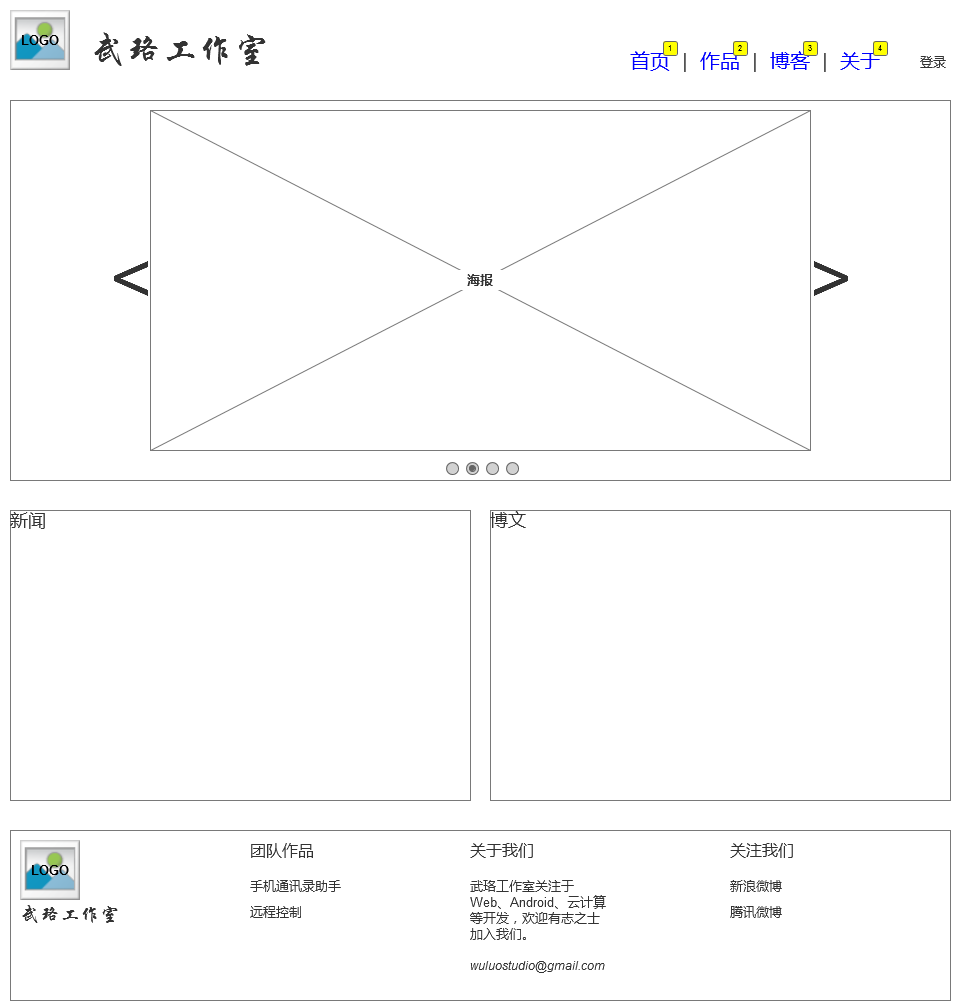 LOGO
武珞工作室
首页 1 | 作品 2 | 博客 3 | 关于 4 登录
<
海报
>
新闻
博文
LOGO
武珞工作室
团队作品
手机通讯录助手
远程控制
关于我们
武珞工作室关注于
Web、Android、云计算
等开发，欢迎有志之士
加入我们。
wuluostudio@gmail.com
关注我们
新浪微博
腾讯微博